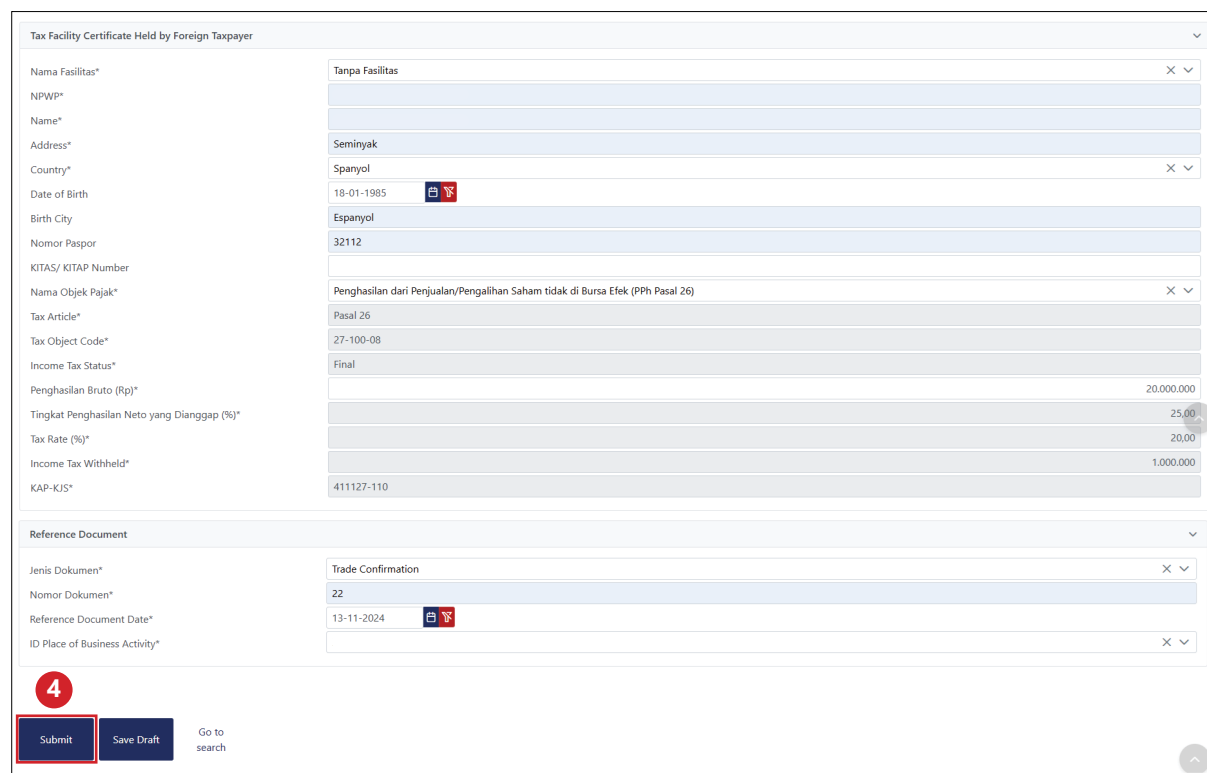 Tax Facility Certificate Held by Foreign Taxpayer
Nama Fasilitas* Tanpa Fasilitas
NPWP*
Name*
Address* Seminyak
Country* Spanyol
Date of Birth 18-01-1985
Birth City Espanyol
Nomor Paspor 32112
KITAS/ KITAP Number
Nama Objek Pajak* Penghasilan dari Penjualan/Pengalihan Saham tidak di Bursa Efek (PPh Pasal 26)
Tax Article* Pasal 26
Tax Object Code* 27-100-08
Income Tax Status* Final
Penghasilan Bruto (Rp)* 20.000.000
Tingkat Penghasilan Neto yang Dianggap (%)* 25,00
Tax Rate (%)* 20,00
Income Tax Withheld* 1.000.000
KAP-KJS* 411127-110
Reference Document
Jenis Dokumen* Trade Confirmation
Nomor Dokumen* 22
Reference Document Date* 13-11-2024
ID Place of Business Activity*
4
Submit Save Draft Go to
search